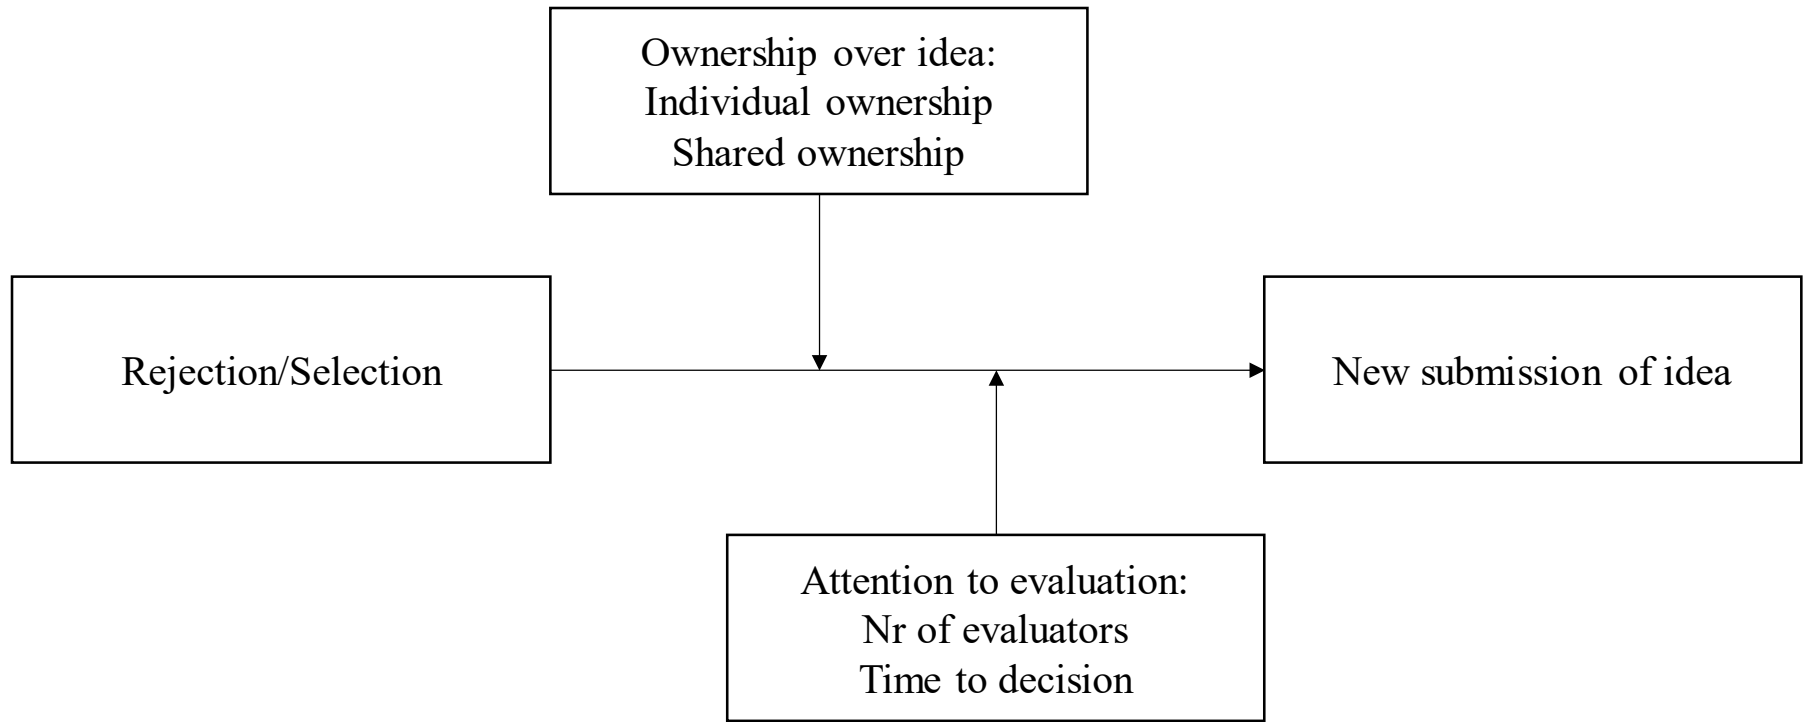 Ownership over idea:
Individual ownership
Shared ownership
Rejection/Selection
New submission of idea
Attention to evaluation:
Nr of evaluators
Time to decision